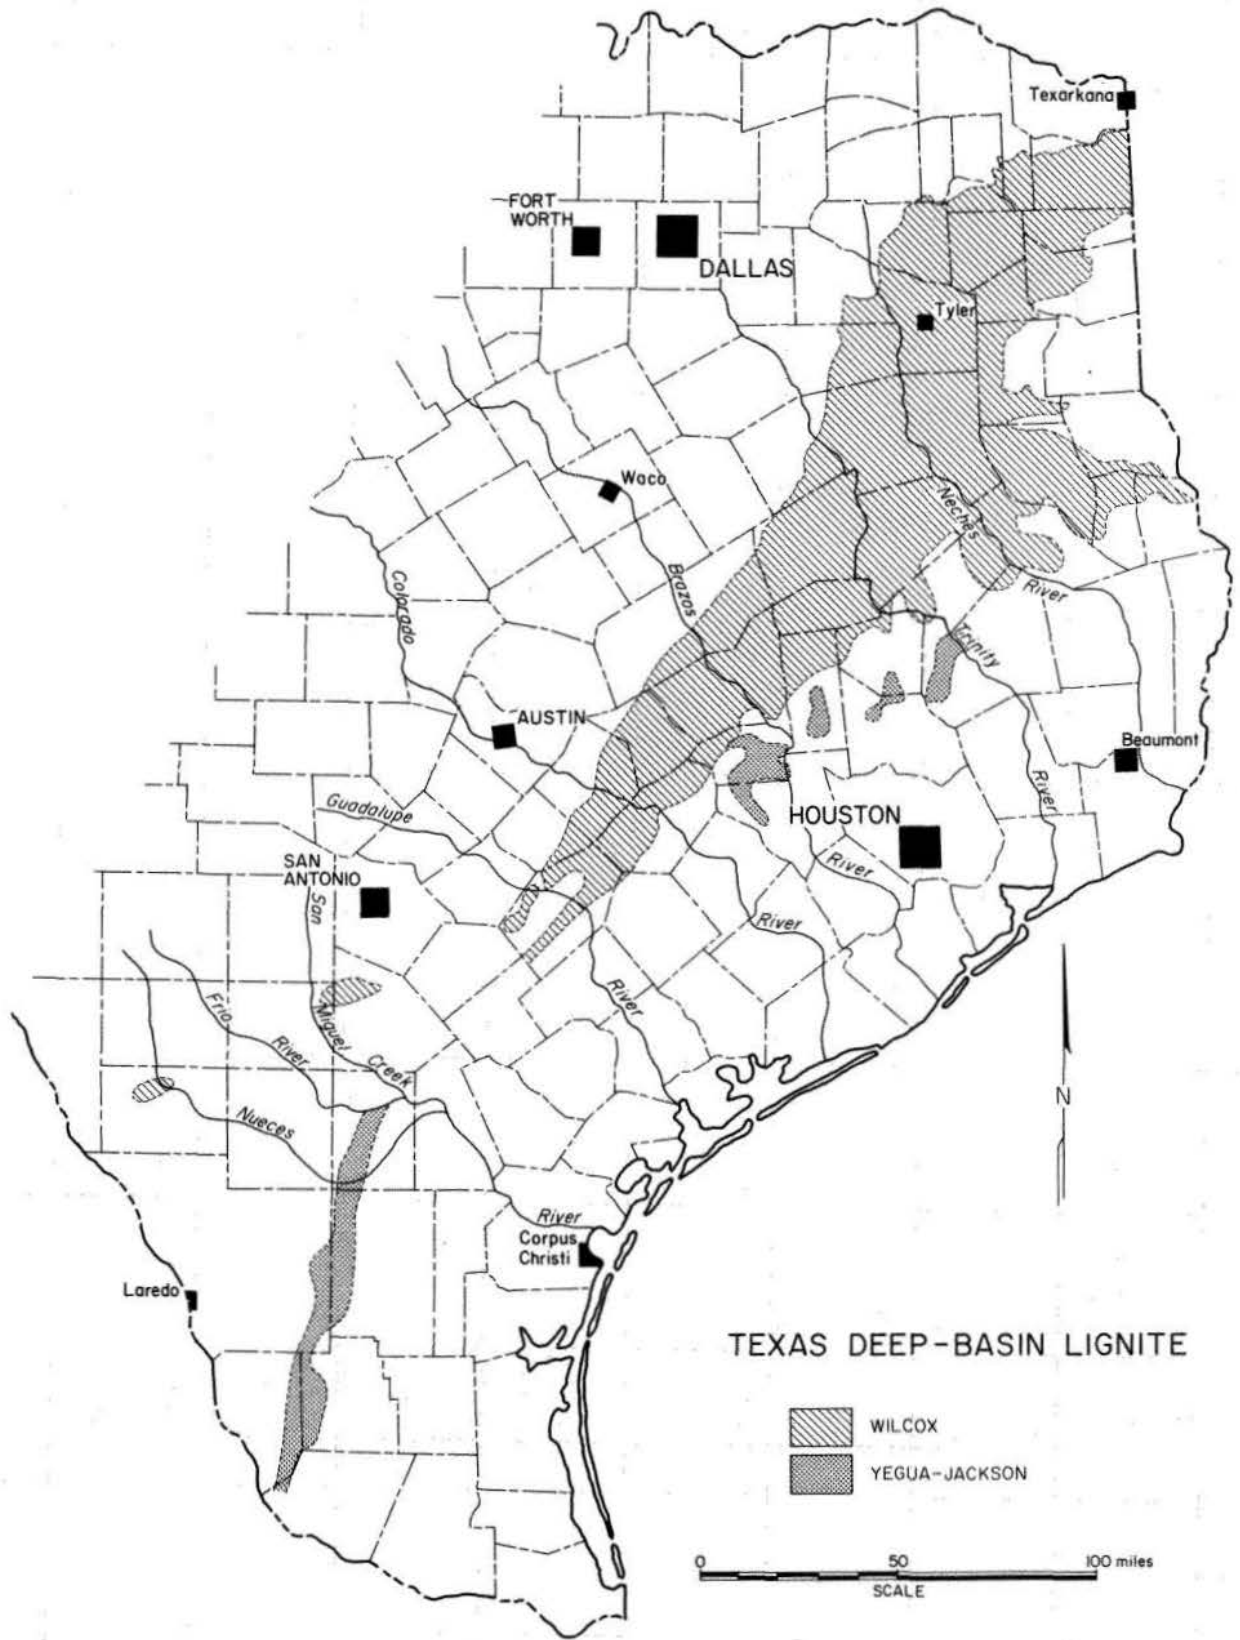 Texarkana
FORT
WORTH
DALLAS
Tyler
Waco
Neches
River
Colorado
Brazos
Trinity
River
AUSTIN
Beaumont
Guadalupe
HOUSTON
River
SAN
ANTONIO
San
Miguel
Creek
River
River
Frio
River
Nueces
River
N
Corpus
Christi
Laredo
TEXAS DEEP-BASIN LIGNITE
WILCOX
YEGUA-JACKSON
0 50 100 miles
SCALE